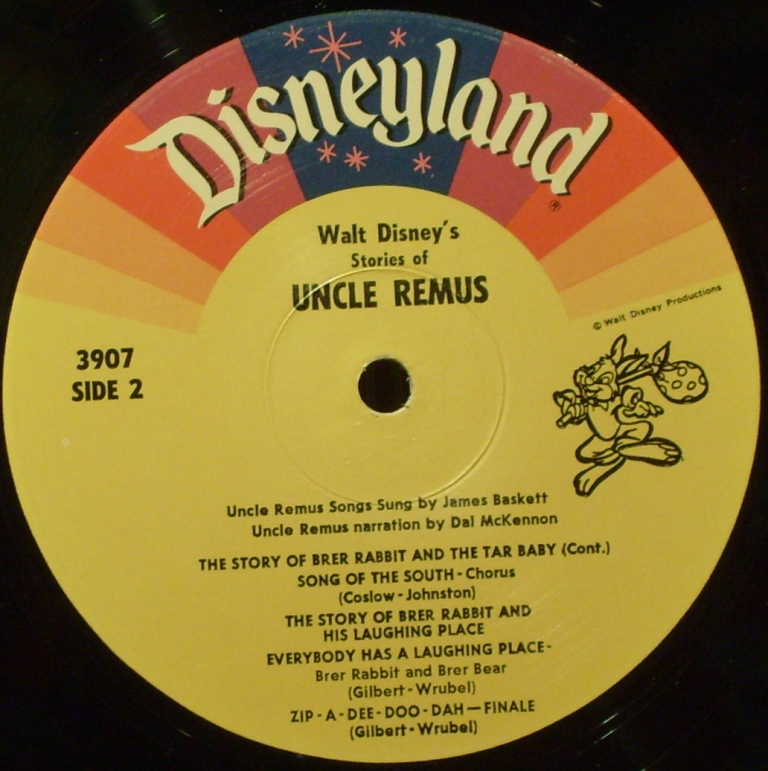 Disneyland
®
Walt Disney's
Stories of
UNCLE REMUS
© Walt Disney Productions
3907
SIDE 2
Uncle Remus Songs Sung by James Baskett
Uncle Remus narration by Dal McKennon
THE STORY OF BRER RABBIT AND THE TAR BABY (Cont.)
SONG OF THE SOUTH - Chorus
(Coslow - Johnston)
THE STORY OF BRER RABBIT AND
HIS LAUGHING PLACE
EVERYBODY HAS A LAUGHING PLACE -
Brer Rabbit and Brer Bear
(Gilbert - Wrubel)
ZIP - A - DEE - DOO - DAH — FINALE
(Gilbert - Wrubel)